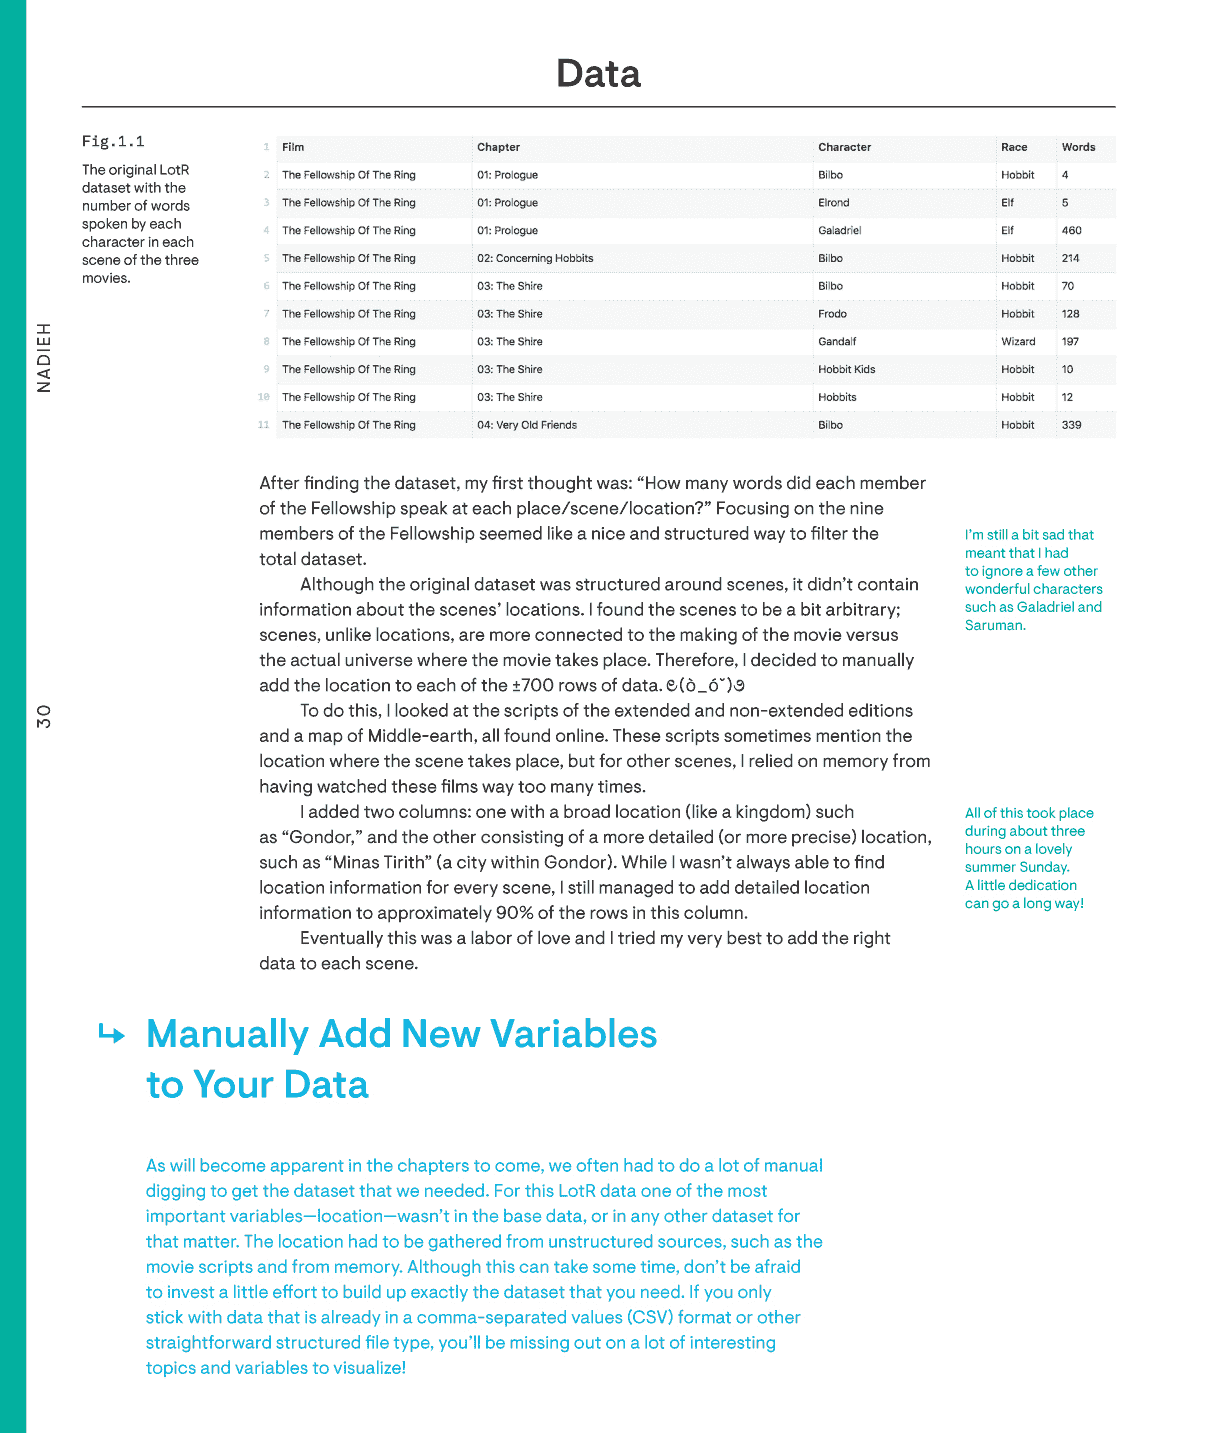 Data
Fig.1.1
The original LotR
dataset with the
number of words
spoken by each
character in each
scene of the three
movies.
1 Film Chapter Character Race Words
2 The Fellowship Of The Ring 01: Prologue Bilbo Hobbit 4
3 The Fellowship Of The Ring 01: Prologue Elrond Elf 5
4 The Fellowship Of The Ring 01: Prologue Galadriel Elf 460
5 The Fellowship Of The Ring 02: Concerning Hobbits Bilbo Hobbit 214
6 The Fellowship Of The Ring 03: The Shire Bilbo Hobbit 70
7 The Fellowship Of The Ring 03: The Shire Frodo Hobbit 128
8 The Fellowship Of The Ring 03: The Shire Gandalf Wizard 197
9 The Fellowship Of The Ring 03: The Shire Hobbit Kids Hobbit 10
10 The Fellowship Of The Ring 03: The Shire Hobbits Hobbit 12
11 The Fellowship Of The Ring 04: Very Old Friends Bilbo Hobbit 339
NADIEH
30
After finding the dataset, my first thought was: “How many words did each member
of the Fellowship speak at each place/scene/location?” Focusing on the nine
members of the Fellowship seemed like a nice and structured way to filter the
total dataset.
I’m still a bit sad that
meant that I had
to ignore a few other
wonderful characters
such as Galadriel and
Saruman.
Although the original dataset was structured around scenes, it didn’t contain
information about the scenes’ locations. I found the scenes to be a bit arbitrary;
scenes, unlike locations, are more connected to the making of the movie versus
the actual universe where the movie takes place. Therefore, I decided to manually
add the location to each of the ±700 rows of data. ៩(ò_óˇ)۶
To do this, I looked at the scripts of the extended and non-extended editions
and a map of Middle-earth, all found online. These scripts sometimes mention the
location where the scene takes place, but for other scenes, I relied on memory from
having watched these films way too many times.
I added two columns: one with a broad location (like a kingdom) such
as “Gondor,” and the other consisting of a more detailed (or more precise) location,
such as “Minas Tirith” (a city within Gondor). While I wasn’t always able to find
location information for every scene, I still managed to add detailed location
information to approximately 90% of the rows in this column.
All of this took place
during about three
hours on a lovely
summer Sunday.
A little dedication
can go a long way!
Eventually this was a labor of love and I tried my very best to add the right
data to each scene.
↳ Manually Add New Variables
to Your Data
As will become apparent in the chapters to come, we often had to do a lot of manual
digging to get the dataset that we needed. For this LotR data one of the most
important variables—location—wasn’t in the base data, or in any other dataset for
that matter. The location had to be gathered from unstructured sources, such as the
movie scripts and from memory. Although this can take some time, don’t be afraid
to invest a little effort to build up exactly the dataset that you need. If you only
stick with data that is already in a comma-separated values (CSV) format or other
straightforward structured file type, you’ll be missing out on a lot of interesting
topics and variables to visualize!